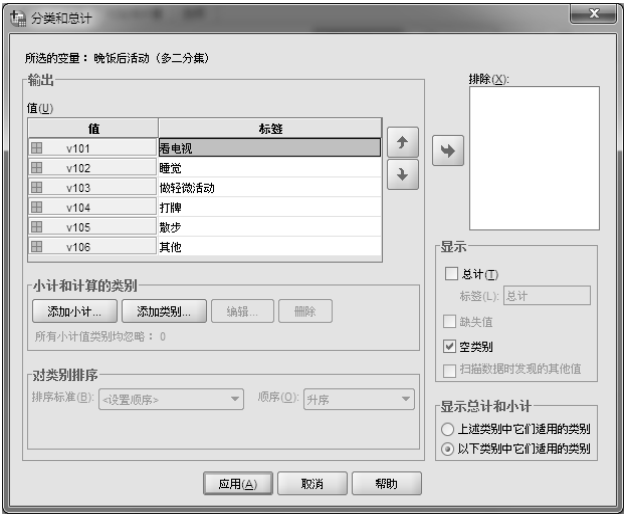 分类和总计
所选的变量：晚饭后活动（多二分集）
输出
值(U)
值 标签
v101 看电视
v102 睡觉
v103 做轻微活动
v104 打牌
v105 散步
v106 其他
小计和计算的类别
添加小计... 添加类别... 编辑... 删除
所有小计值类别均忽略：0
对类别排序
排序标准(B): <设置顺序> 顺序(O): 升序
排除(X):
显示
总计(T)
标签(L): 总计
缺失值
空类别
扫描数据时发现的其他值
显示总计和小计
上述类别中它们适用的类别
以下类别中它们适用的类别
应用(A) 取消 帮助